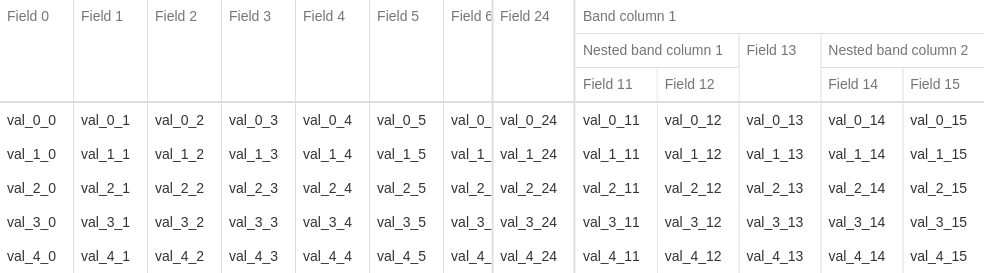 Field 0 Field 1 Field 2 Field 3 Field 4 Field 5 Field 6 Field 24 Band column 1
Nested band column 1 Field 13 Nested band column 2
Field 11 Field 12 Field 14 Field 15
val_0_0 val_0_1 val_0_2 val_0_3 val_0_4 val_0_5 val_0_ val_0_24 val_0_11 val_0_12 val_0_13 val_0_14 val_0_15
val_1_0 val_1_1 val_1_2 val_1_3 val_1_4 val_1_5 val_1_ val_1_24 val_1_11 val_1_12 val_1_13 val_1_14 val_1_15
val_2_0 val_2_1 val_2_2 val_2_3 val_2_4 val_2_5 val_2_ val_2_24 val_2_11 val_2_12 val_2_13 val_2_14 val_2_15
val_3_0 val_3_1 val_3_2 val_3_3 val_3_4 val_3_5 val_3_ val_3_24 val_3_11 val_3_12 val_3_13 val_3_14 val_3_15
val_4_0 val_4_1 val_4_2 val_4_3 val_4_4 val_4_5 val_4_ val_4_24 val_4_11 val_4_12 val_4_13 val_4_14 val_4_15